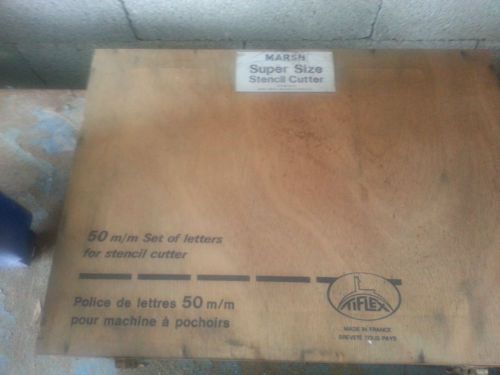 MARSH
Super Size
Stencil Cutter
50 m/m Set of letters
for stencil cutter
Police de lettres 50 m/m
pour machine à pochoirs
TIFLEX
MADE IN FRANCE
BREVETÉ TOUS PAYS